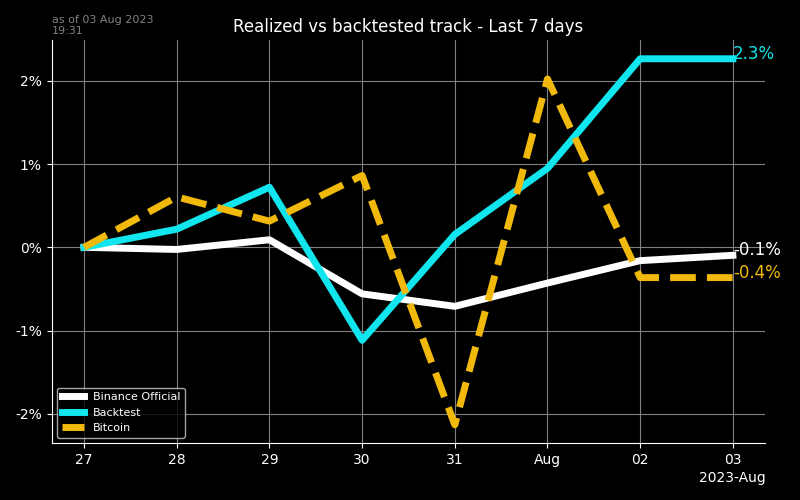 as of 03 Aug 2023
19:31
Realized vs backtested track - Last 7 days
2%
1%
0%
-1%
-2%
2.3%
-0.1%
-0.4%
Binance Official
Backtest
Bitcoin
27 28 29 30 31 Aug 02 03
2023-Aug